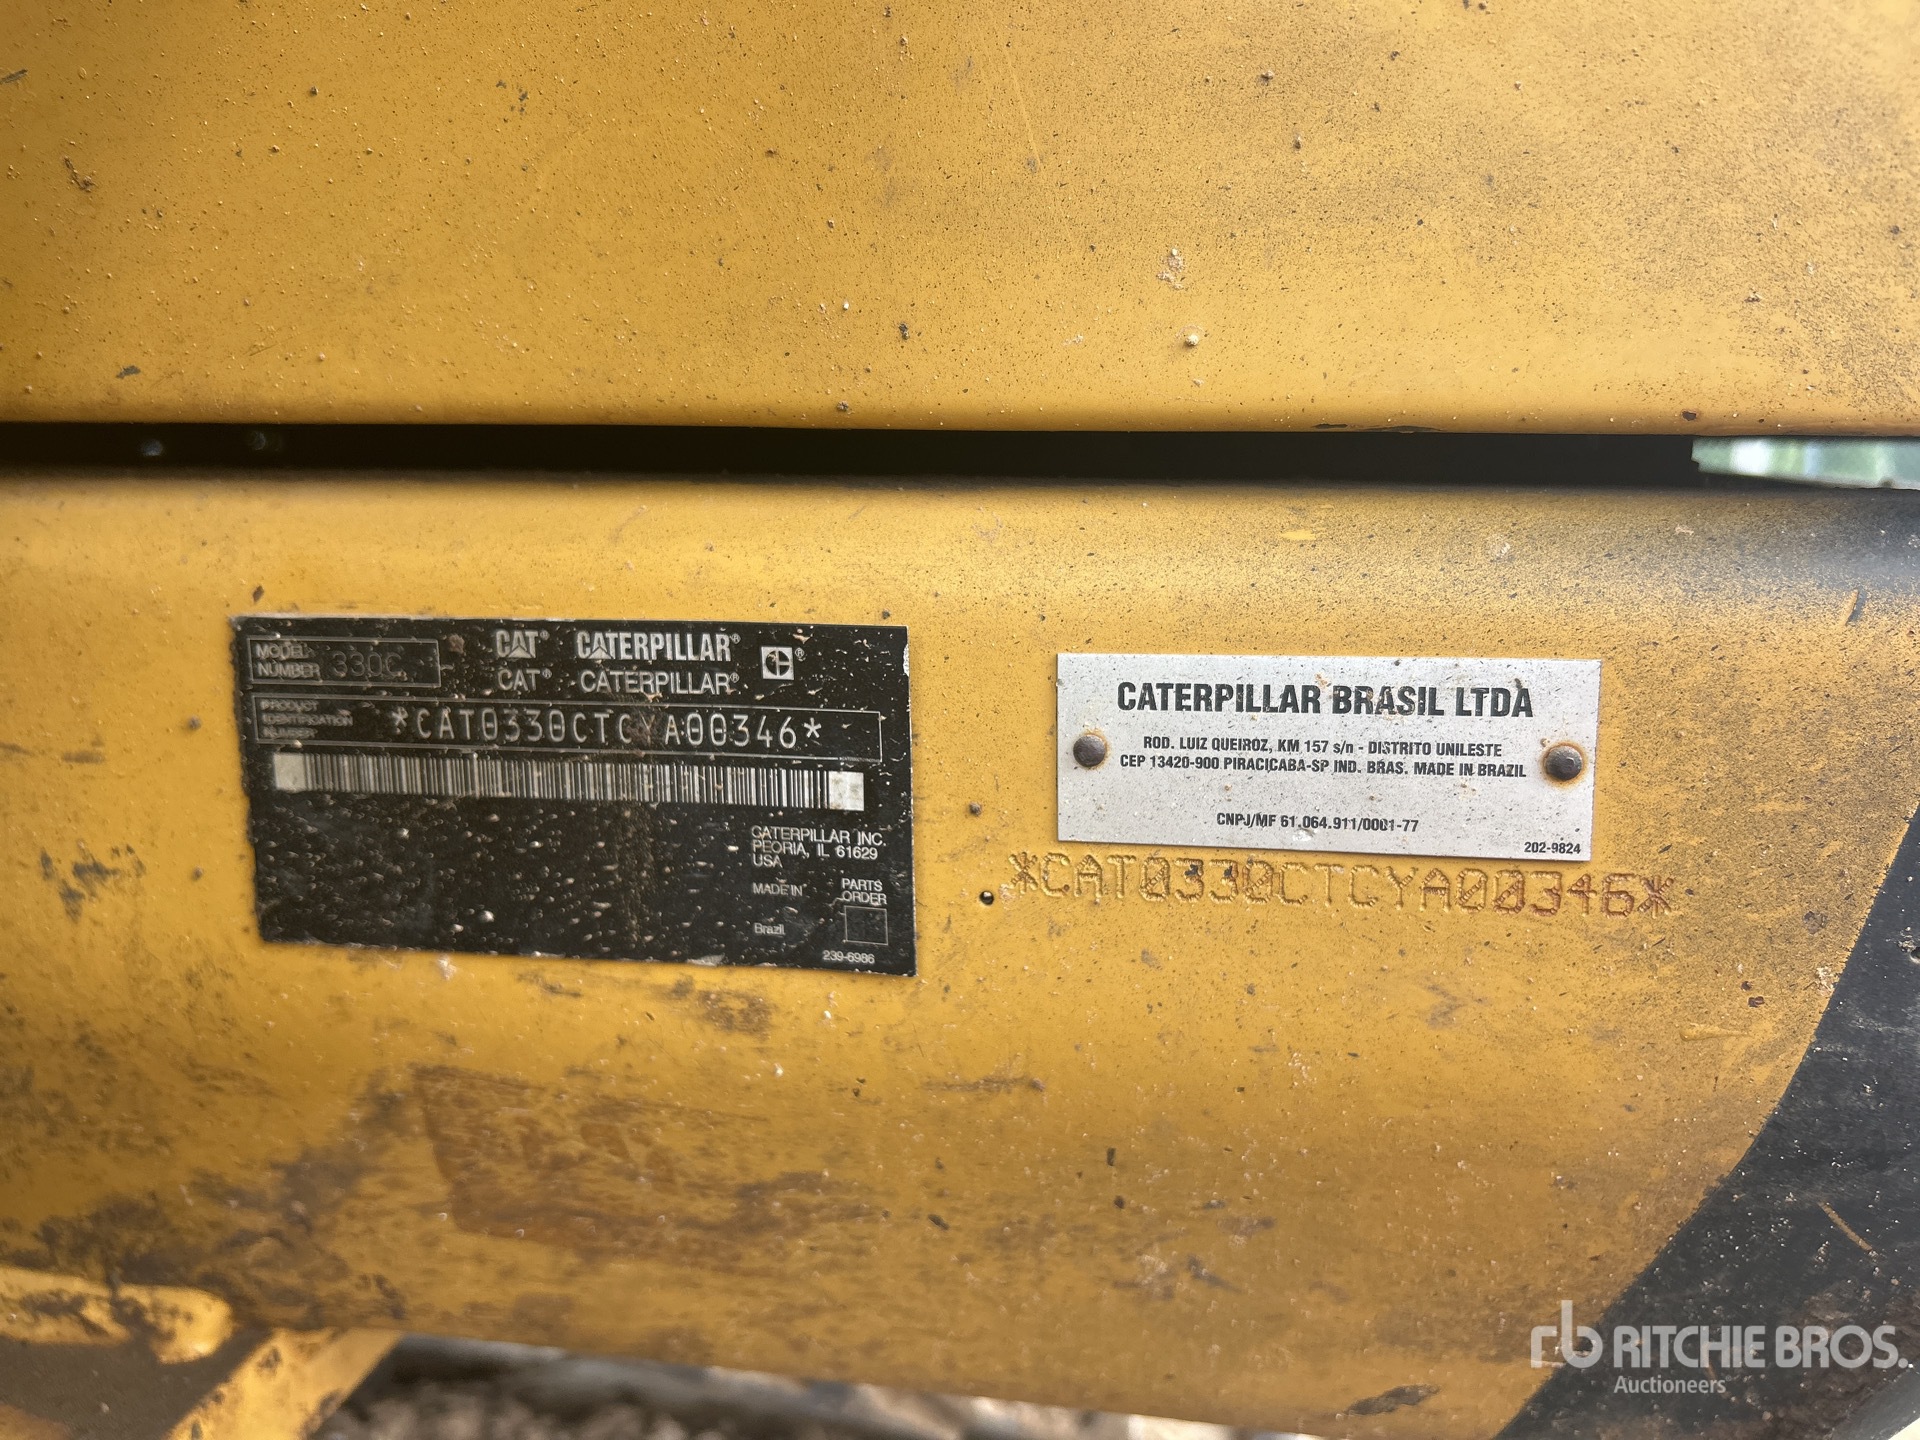 MODEL NUMBER 330C
CAT® CATERPILLAR®
CAT® CATERPILLAR®
PRODUCT IDENTIFICATION NUMBER *CAT0330CTCYA00346*
CATERPILLAR INC.
PEORIA, IL 61629
USA
MADE IN
Brazil
PARTS ORDER
239-6986
CATERPILLAR BRASIL LTDA
ROD. LUIZ QUEIROZ, KM 157 s/n - DISTRITO UNILESTE
CEP 13420-900 PIRACICABA-SP IND. BRAS. MADE IN BRAZIL
CNPJ/MF 61.064.911/0001-77
202-9824
*CAT0330CTCYA00346*
rb RITCHIE BROS.
Auctioneers